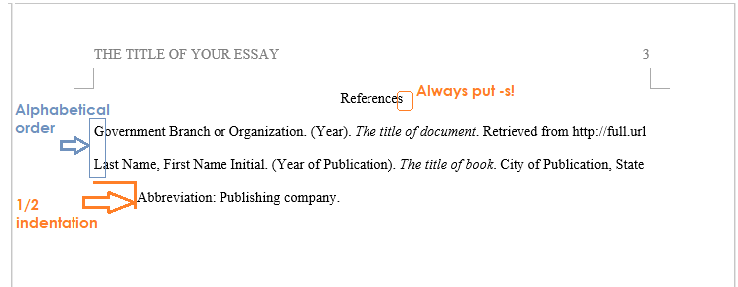 THE TITLE OF YOUR ESSAY 3
References
Always put -s!
Alphabetical
order
Government Branch or Organization. (Year). The title of document. Retrieved from http://full.url
Last Name, First Name Initial. (Year of Publication). The title of book. City of Publication, State
Abbreviation: Publishing company.
1/2
indentation